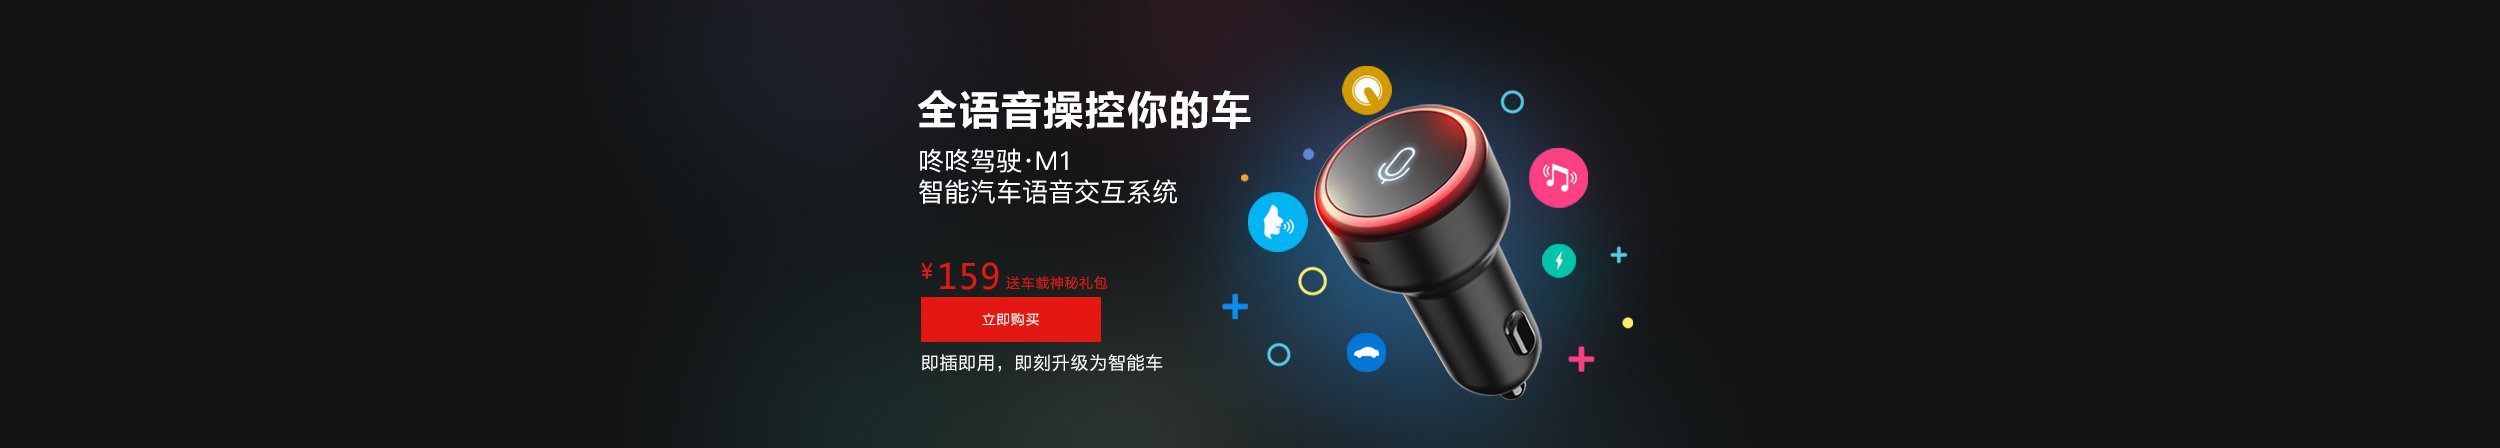 全语音操控你的车
咚咚驾驶·M1
智能汽车语音交互系统
¥159 送车载神秘礼包
立即购买
即插即用，即刻升级为智能车